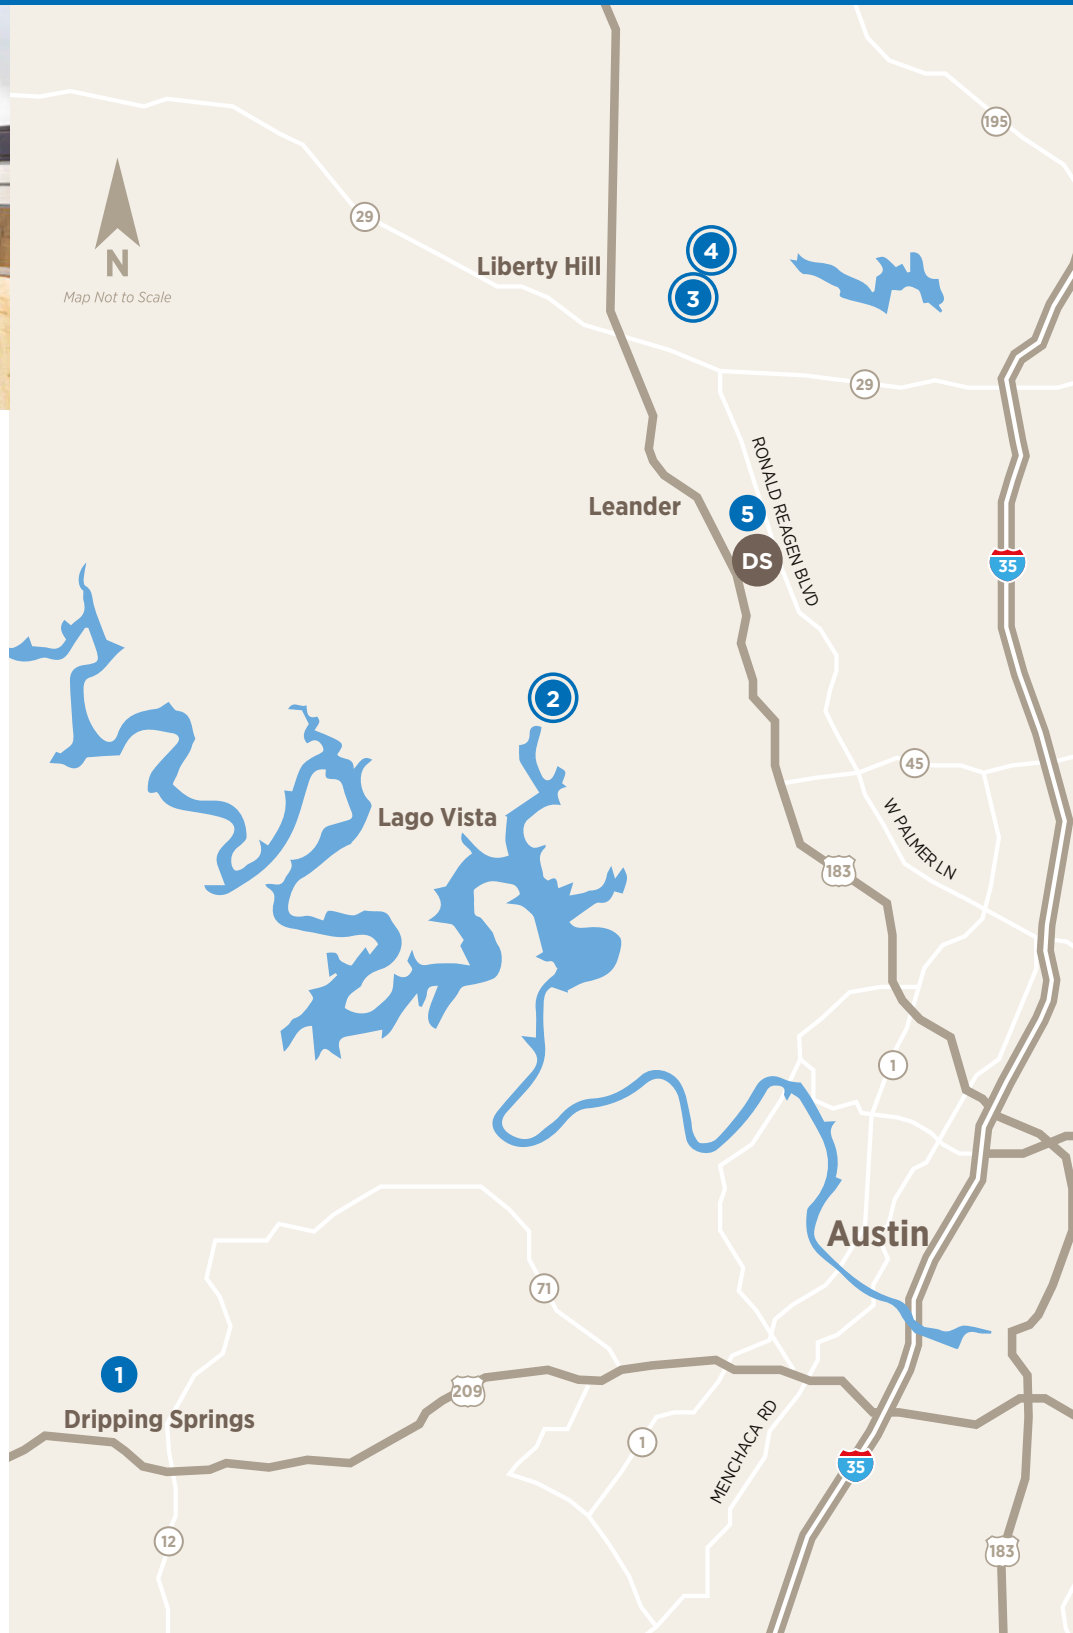 195
29
N
Map Not to Scale
Liberty Hill
4
3
29
RONALD REAGEN BLVD
Leander
5
DS
35
2
45
Lago Vista
W PALMER LN
183
1
Austin
71
1
Dripping Springs
209
MENCHACA RD
1
35
12
183